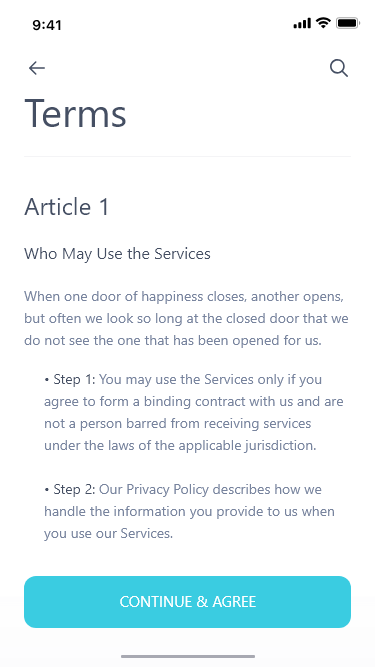 9:41
Terms
Article 1
Who May Use the Services
When one door of happiness closes, another opens,
but often we look so long at the closed door that we
do not see the one that has been opened for us.
• Step 1: You may use the Services only if you
agree to form a binding contract with us and are
not a person barred from receiving services
under the laws of the applicable jurisdiction.
• Step 2: Our Privacy Policy describes how we
handle the information you provide to us when
you use our Services.
CONTINUE & AGREE